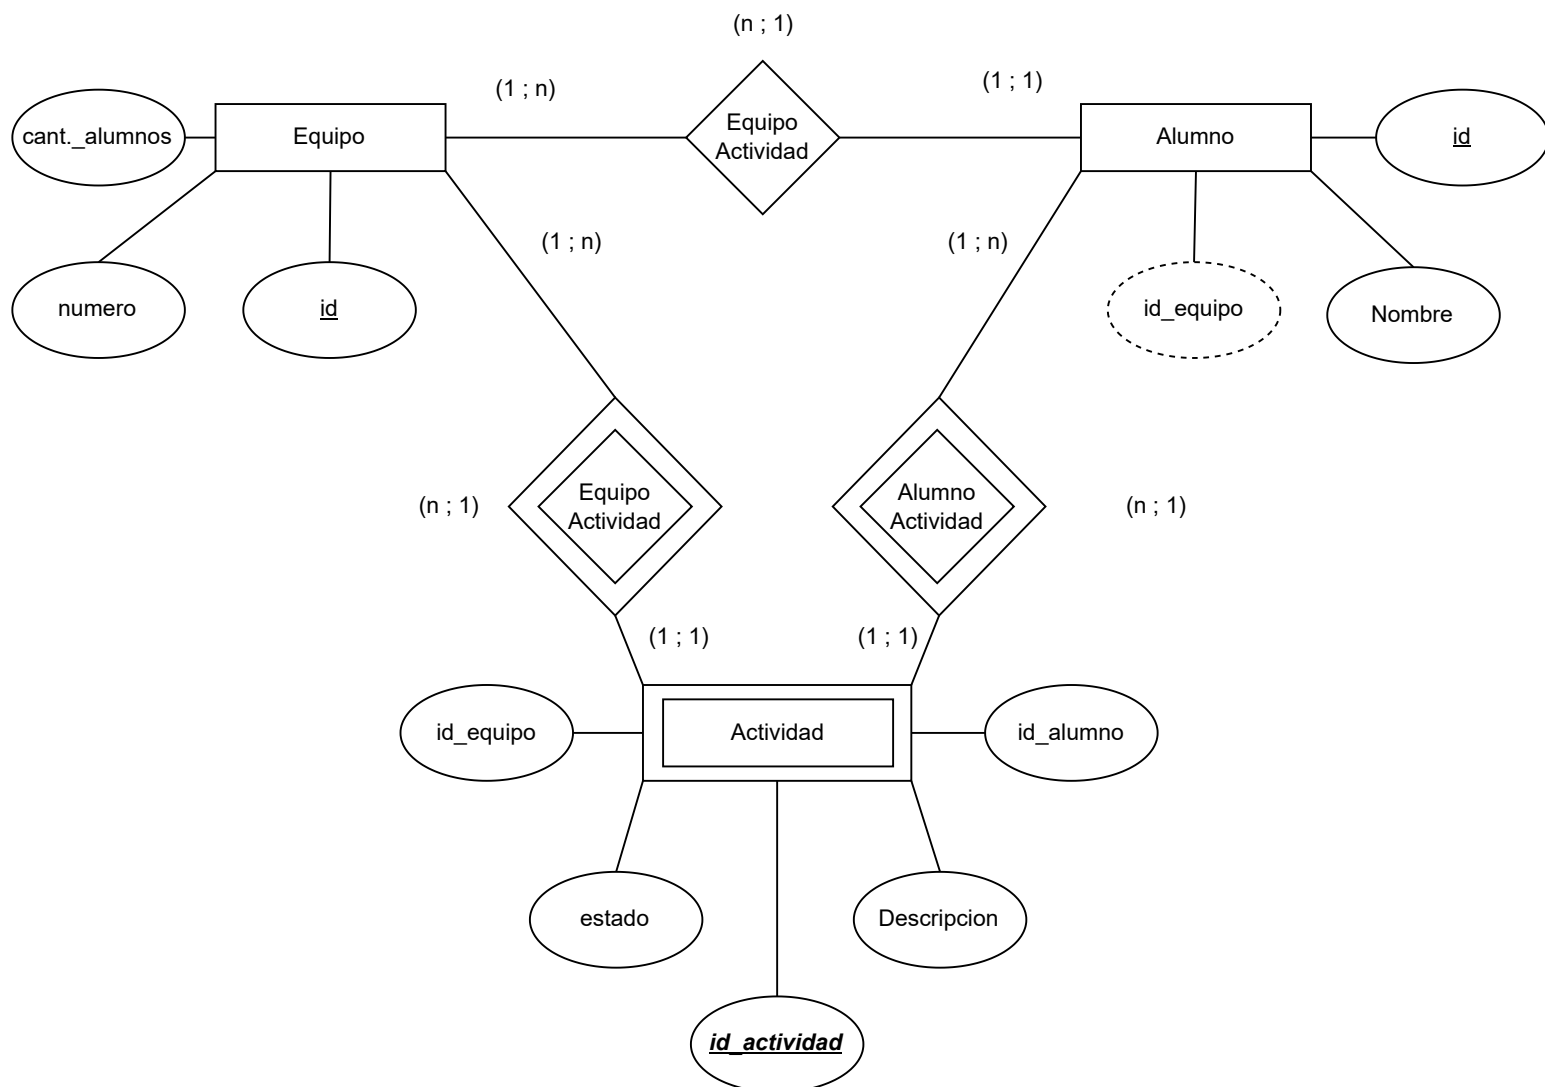 (n ; 1)
(1 ; n)
(1 ; 1)
cant._alumnos
Equipo
Equipo
Actividad
Alumno
id
(1 ; n)
(1 ; n)
numero
id
id_equipo
Nombre
(n ; 1)
Equipo
Actividad
Alumno
Actividad
(n ; 1)
(1 ; 1)
(1 ; 1)
id_equipo
Actividad
id_alumno
estado
Descripcion
id_actividad